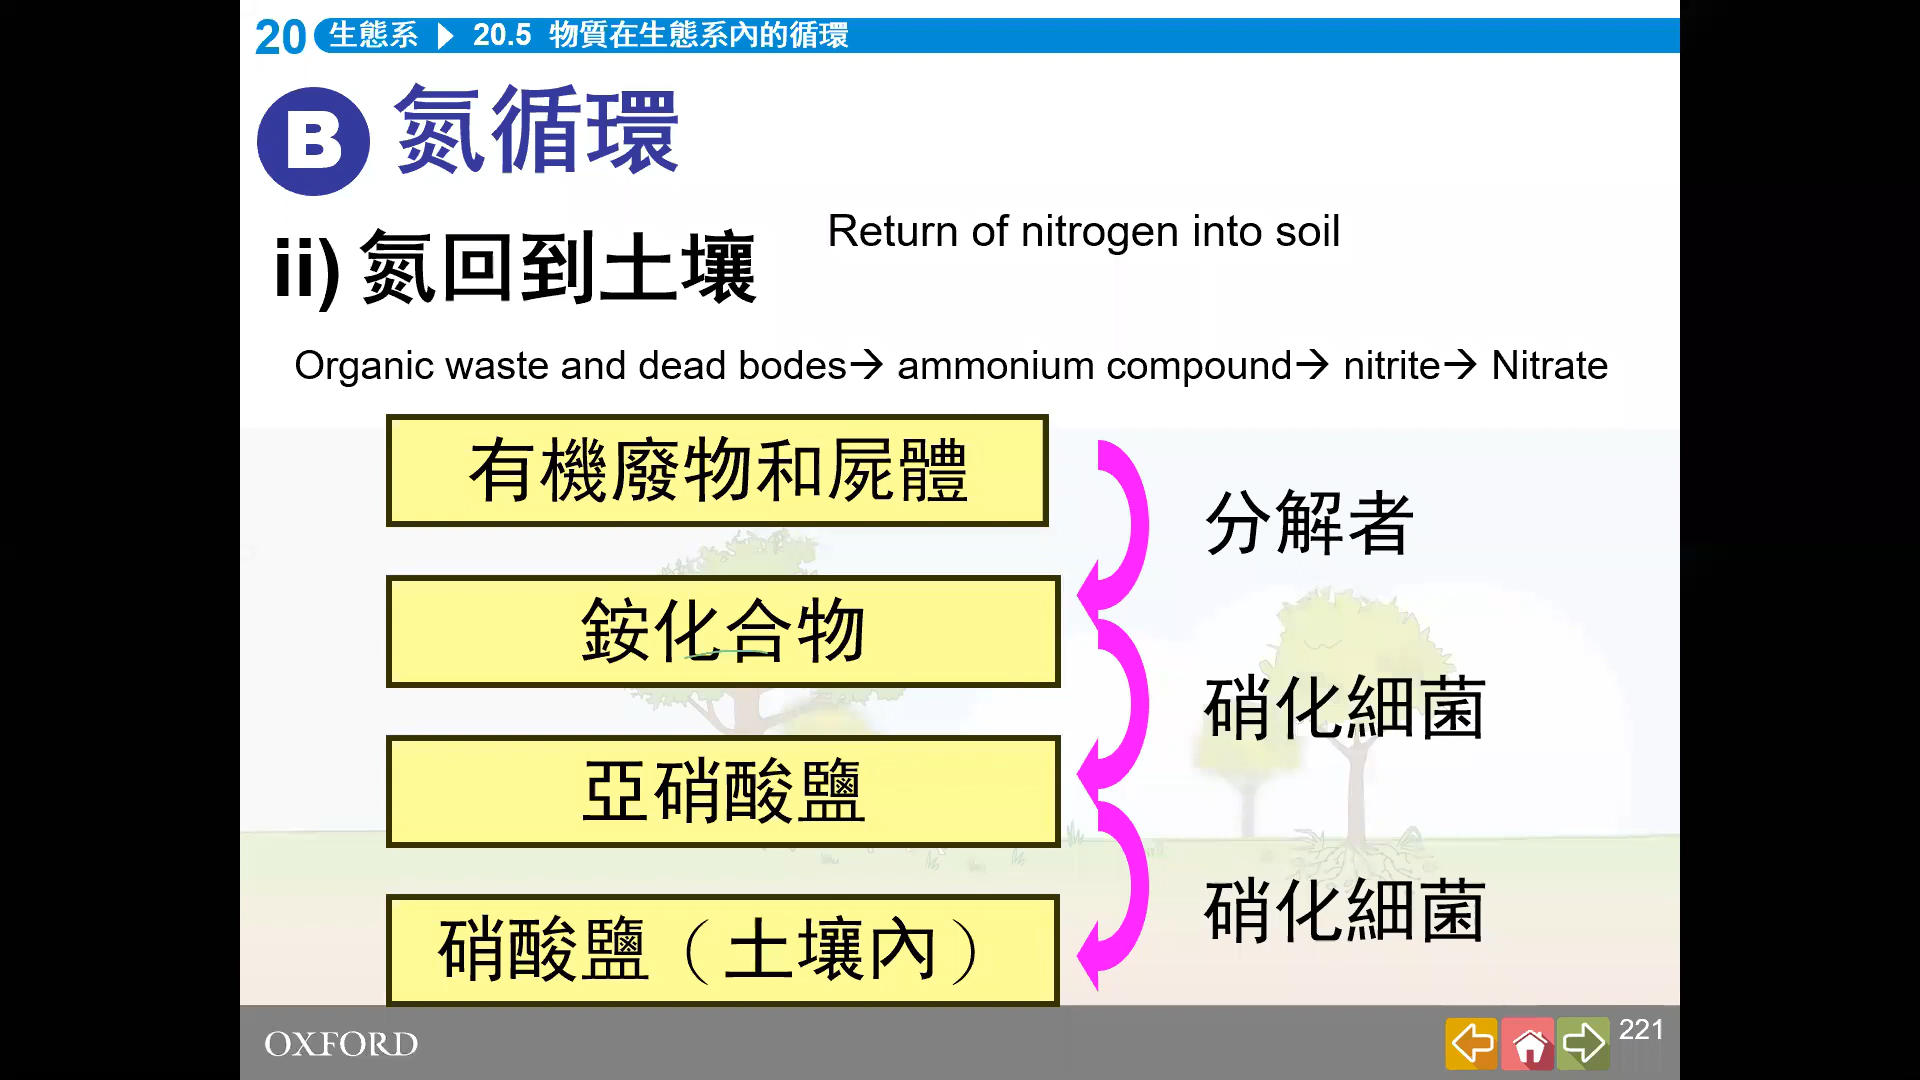 20 生態系 ▶ 20.5 物質在生態系內的循環
B 氮循環
ii) 氮回到土壤
Return of nitrogen into soil
Organic waste and dead bodes→ ammonium compound→ nitrite→ Nitrate
有機廢物和屍體
分解者
銨化合物
硝化細菌
亞硝酸鹽
硝化細菌
硝酸鹽（土壤內）
OXFORD
221